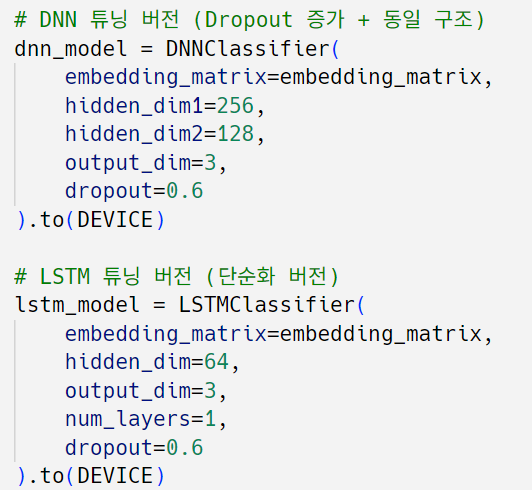 # DNN 튜닝 버전 (Dropout 증가 + 동일 구조)
dnn_model = DNNClassifier(
    embedding_matrix=embedding_matrix,
    hidden_dim1=256,
    hidden_dim2=128,
    output_dim=3,
    dropout=0.6
).to(DEVICE)

# LSTM 튜닝 버전 (단순화 버전)
lstm_model = LSTMClassifier(
    embedding_matrix=embedding_matrix,
    hidden_dim=64,
    output_dim=3,
    num_layers=1,
    dropout=0.6
).to(DEVICE)